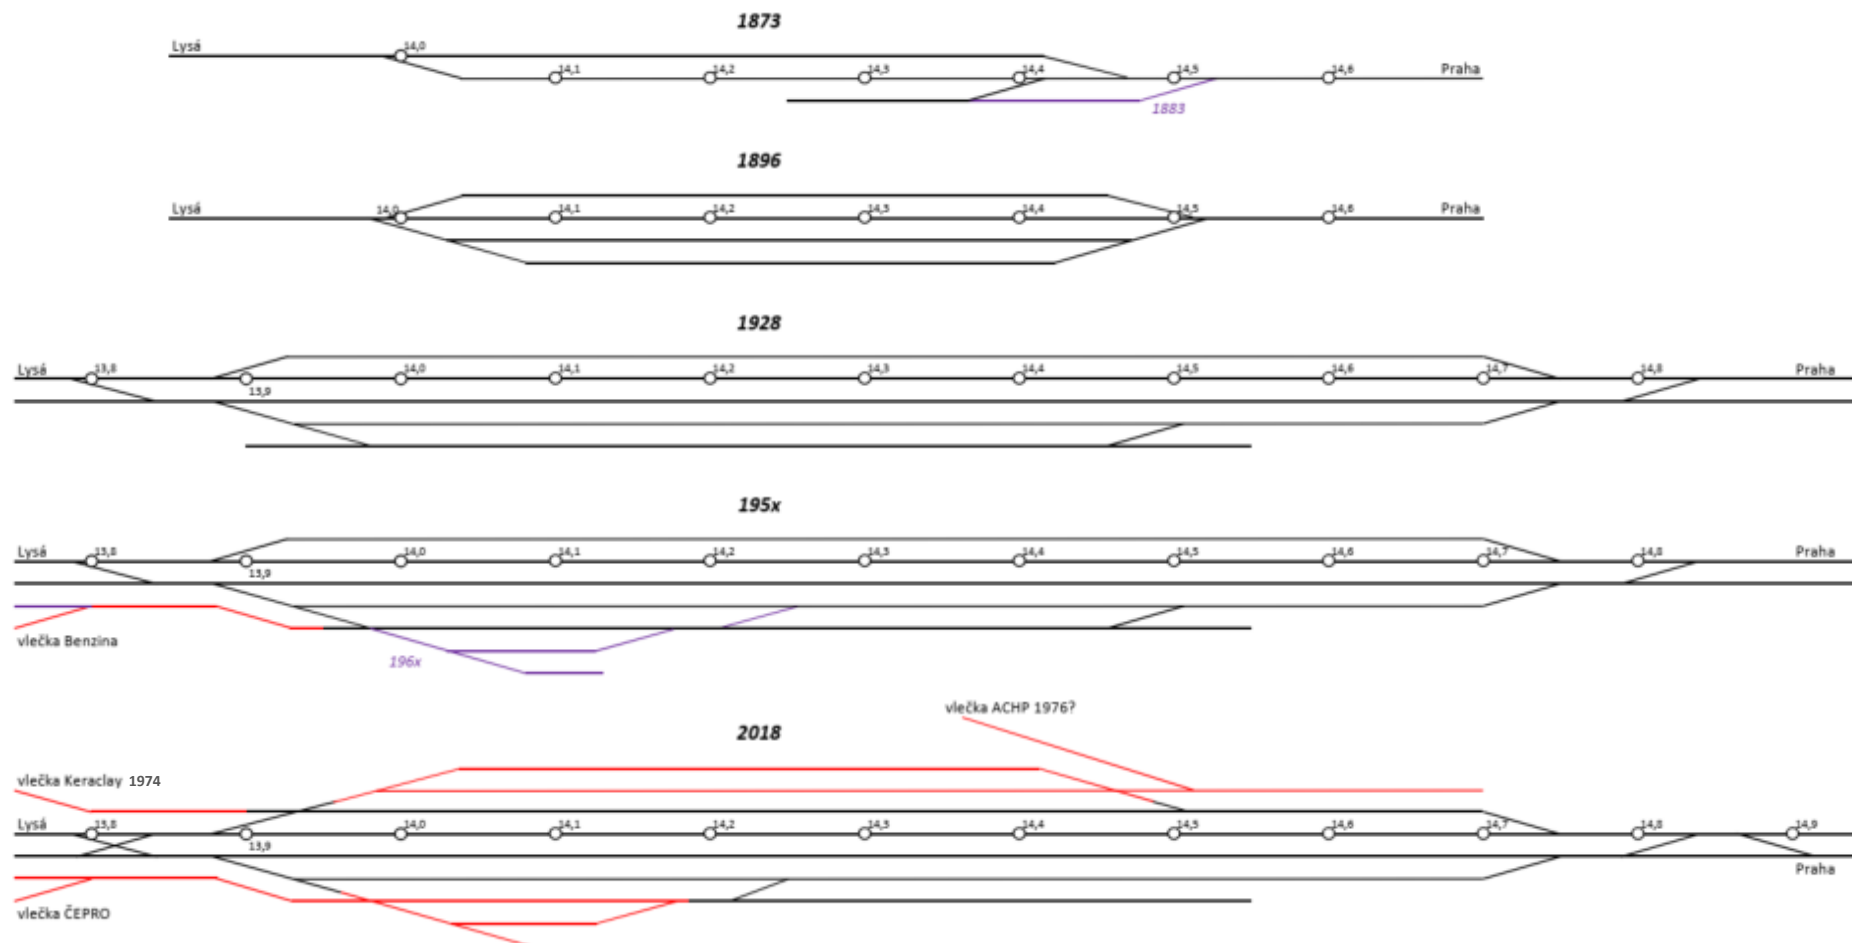 1873
Lysá 14,0
14,1 14,2 14,3 14,4 14,5 14,6 Praha
1883
1896
Lysá 14,0 14,1 14,2 14,3 14,4 14,5 14,6 Praha
1928
Lysá 13,8 14,0 14,1 14,2 14,3 14,4 14,5 14,6 14,7 14,8 Praha
13,9
195x
Lysá 13,8 14,0 14,1 14,2 14,3 14,4 14,5 14,6 14,7 14,8 Praha
13,9
vlečka Benzina
196x
vlečka ACHP 1976?
2018
vlečka Keraclay 1974
Lysá 13,8 14,0 14,1 14,2 14,3 14,4 14,5 14,6 14,7 14,8 14,9
13,9
Praha
vlečka ČEPRO